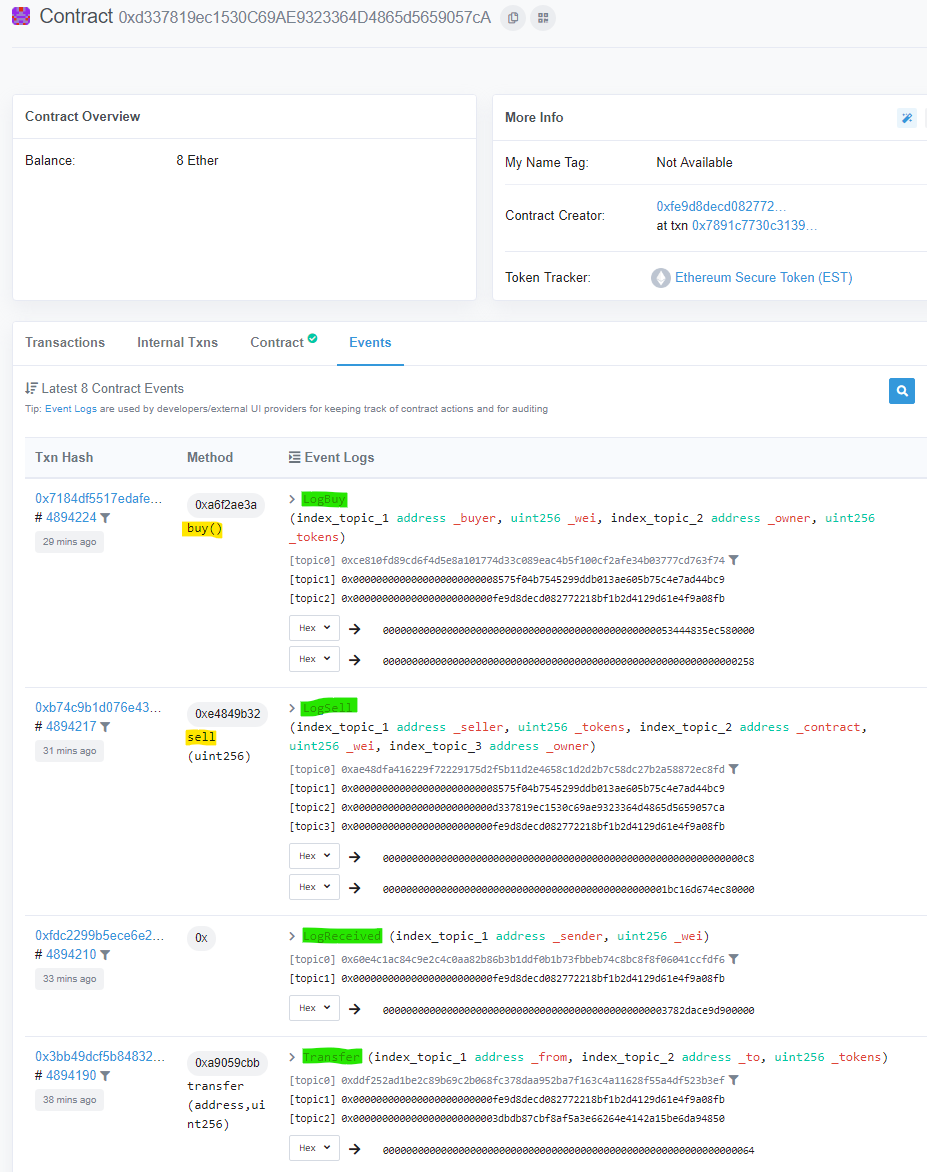 Contract 0xd337819ec1530C69AE9323364D4865d5659057cA
Contract Overview
Balance: 8 Ether
More Info
My Name Tag: Not Available
Contract Creator: 0xfe9d8decd082772...
at txn 0x7891c7730c3139...
Token Tracker: Ethereum Secure Token (EST)
Transactions Internal Txns Contract Events
Latest 8 Contract Events
Tip: Event Logs are used by developers/external UI providers for keeping track of contract actions and for auditing
Txn Hash Method Event Logs
0x7184df5517edafe... 0xa6f2ae3a LogBuy
# 4894224 buy() (index_topic_1 address _buyer, uint256 _wei, index_topic_2 address _owner, uint256
_tokens)
29 mins ago
[topic0] 0xce810fd89cd6f4d5e8a101774d33c089eac4b5f100cf2afe34b03777cd763f74
[topic1] 0x0000000000000000000000008575f04b7545299ddb013ae605b75c4e7ad44bc9
[topic2] 0x000000000000000000000000fe9d8decd082772218bf1b2d4129d61e4f9a08fb
Hex 00000000000000000000000000000000000000000000000053444835ec580000
Hex 0000000000000000000000000000000000000000000000000000000000000258
0xb74c9b1d076e43... 0xe4849b32 LogSell
# 4894217 sell (index_topic_1 address _seller, uint256 _tokens, index_topic_2 address _contract,
(uint256) uint256 _wei, index_topic_3 address _owner)
31 mins ago
[topic0] 0xae48dfa416229f72229175d2f5b11d2e4658c1d2d2b7c58dc27b2a58872ec8fd
[topic1] 0x0000000000000000000000008575f04b7545299ddb013ae605b75c4e7ad44bc9
[topic2] 0x000000000000000000000000d337819ec1530c69ae9323364d4865d5659057ca
[topic3] 0x000000000000000000000000fe9d8decd082772218bf1b2d4129d61e4f9a08fb
Hex 00000000000000000000000000000000000000000000000000000000000000c8
Hex 0000000000000000000000000000000000000000000000001bc16d674ec80000
0xfdc2299b5ece6e2... 0x LogReceived (index_topic_1 address _sender, uint256 _wei)
# 4894210
33 mins ago
[topic0] 0x60e4c1ac84c9e2c4c0aa82b86b3b1ddf0b1b73fbbeb74c8bc8f8f06041ccfdf6
[topic1] 0x000000000000000000000000fe9d8decd082772218bf1b2d4129d61e4f9a08fb
Hex 0000000000000000000000000000000000000000000000003782dace9d900000
0x3bb49dcf5b84832... 0xa9059cbb Transfer (index_topic_1 address _from, index_topic_2 address _to, uint256 _tokens)
# 4894190 transfer
(address,ui
nt256)
38 mins ago
[topic0] 0xddf252ad1be2c89b69c2b068fc378daa952ba7f163c4a11628f55a4df523b3ef
[topic1] 0x000000000000000000000000fe9d8decd082772218bf1b2d4129d61e4f9a08fb
[topic2] 0x0000000000000000000000003dbdb87cbf8af5a3e66264e4142a15be6da94850
Hex 0000000000000000000000000000000000000000000000000000000000000064